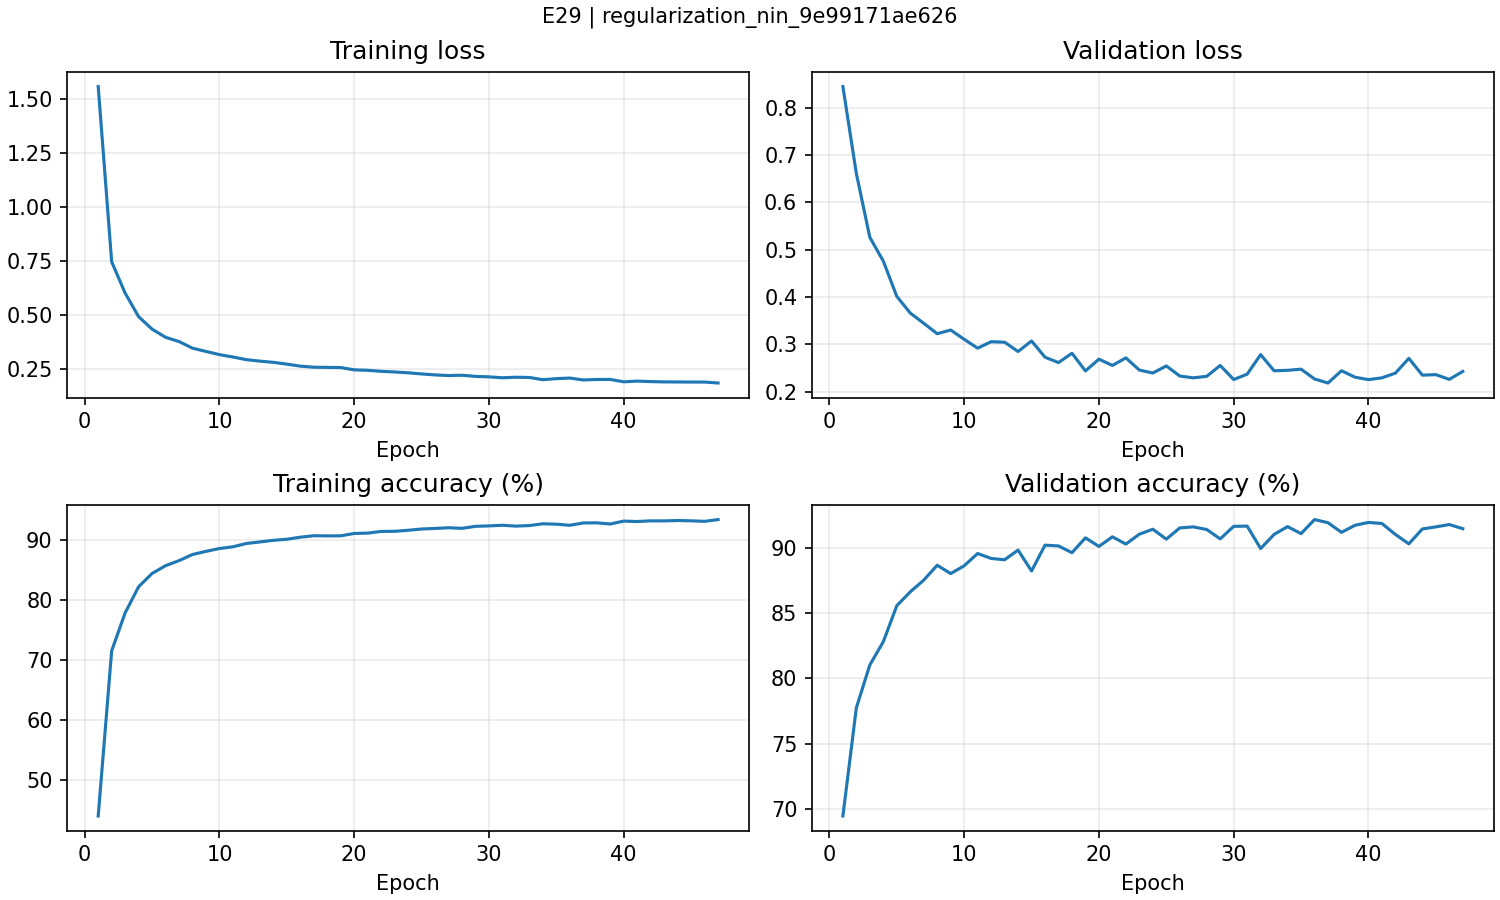 E29 | regularization_nin_9e99171ae626
Training loss
1.50
1.25
1.00
0.75
0.50
0.25
0 10 20 30 40
Epoch
Validation loss
0.8
0.7
0.6
0.5
0.4
0.3
0.2
0 10 20 30 40
Epoch
Training accuracy (%)
90
80
70
60
50
0 10 20 30 40
Epoch
Validation accuracy (%)
90
85
80
75
70
0 10 20 30 40
Epoch